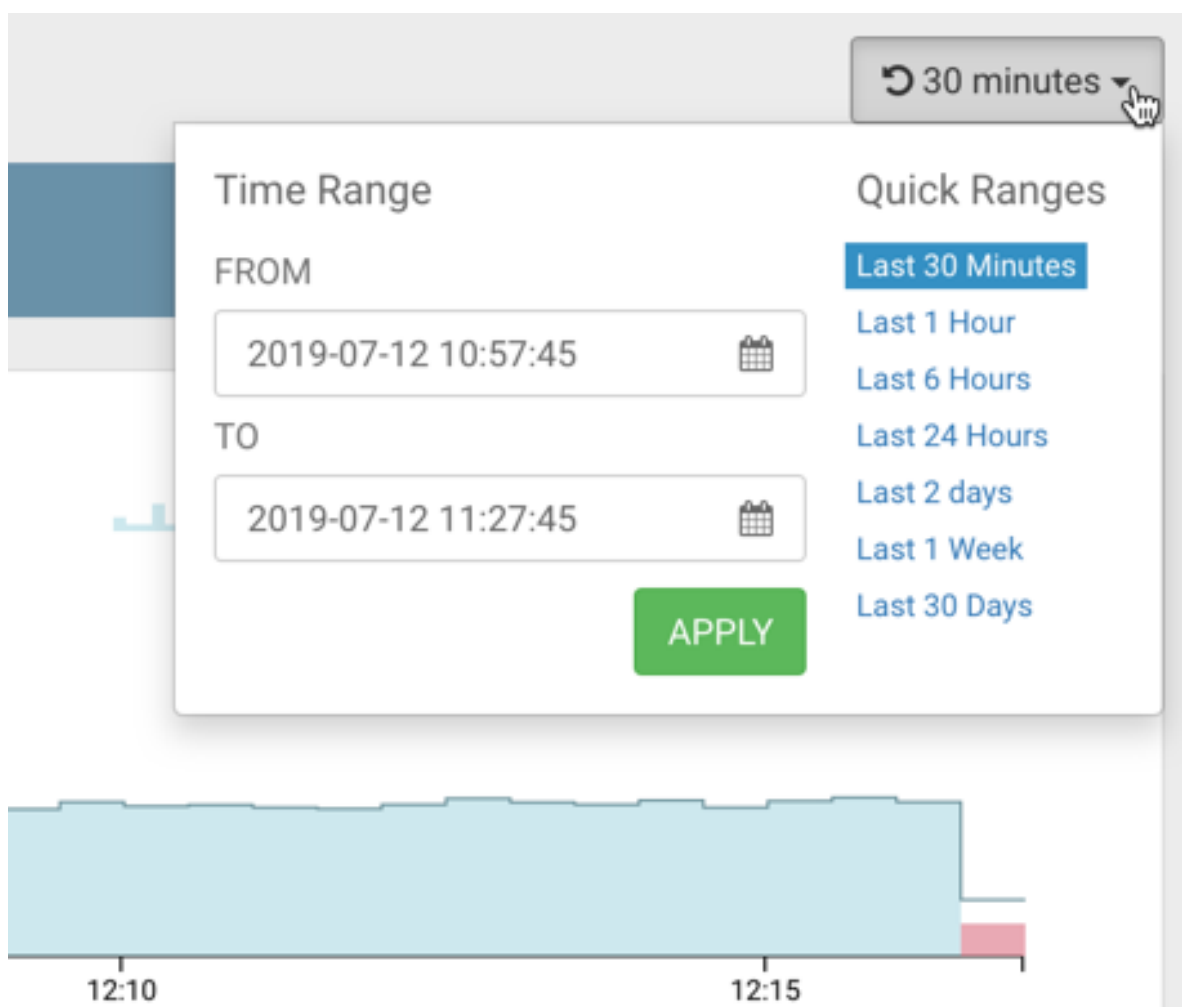 30 minutes
Time Range
FROM
2019-07-12 10:57:45
TO
2019-07-12 11:27:45
APPLY
Quick Ranges
Last 30 Minutes
Last 1 Hour
Last 6 Hours
Last 24 Hours
Last 2 days
Last 1 Week
Last 30 Days
12:10
12:15